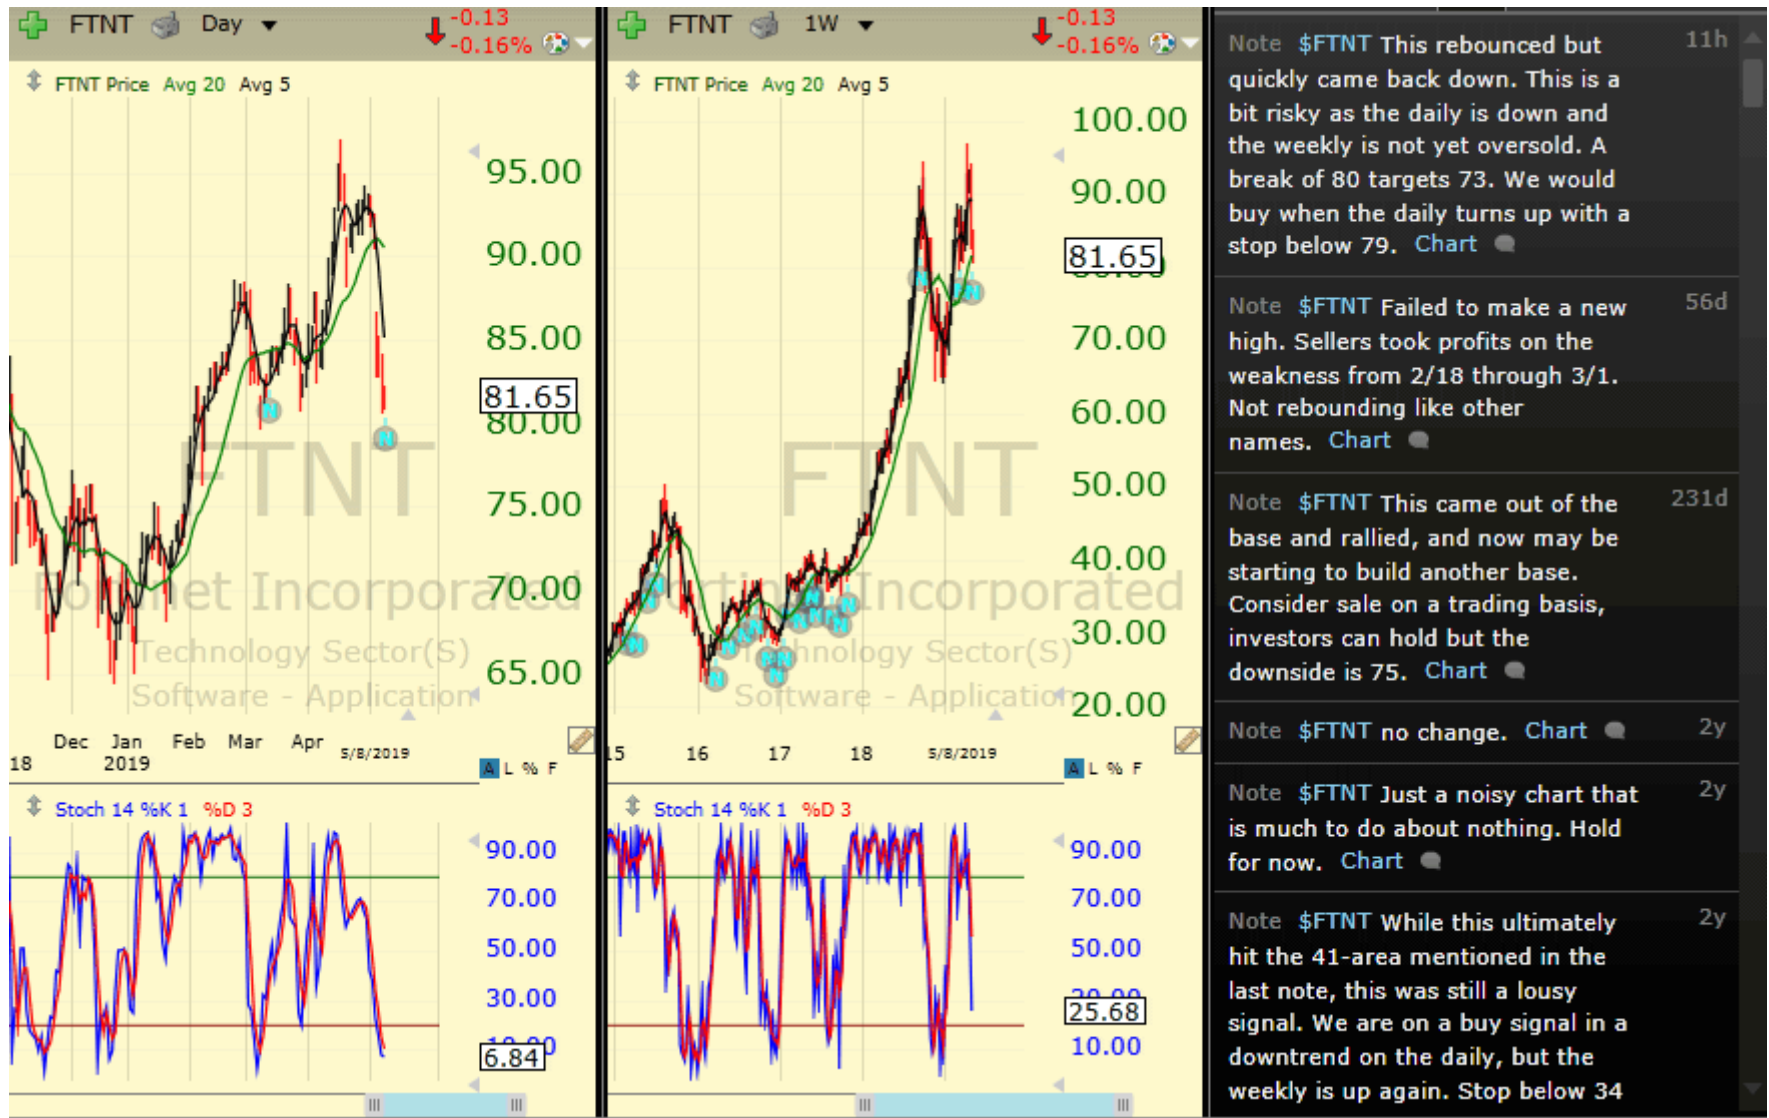 FTNT Day -0.13
-0.16%
FTNT Price Avg 20 Avg 5
95.00
90.00
85.00
81.65
80.00
75.00
70.00
65.00
FTNT
Fortinet Incorporated
Technology Sector(S)
Software - Application
Dec Jan Feb Mar Apr 5/8/2019
18 2019
A L % F
Stoch 14 %K 1 %D 3
90.00
70.00
50.00
30.00
10.00
6.84
N N
FTNT 1W -0.13
-0.16%
FTNT Price Avg 20 Avg 5
100.00
90.00
81.65
80.00
70.00
60.00
50.00
40.00
30.00
20.00
FTNT
Fortinet Incorporated
Technology Sector(S)
Software - Application
15 16 17 18 5/8/2019
A L % F
Stoch 14 %K 1 %D 3
90.00
70.00
50.00
30.00
25.68
10.00
Note $FTNT This rebounced but 11h
quickly came back down. This is a
bit risky as the daily is down and
the weekly is not yet oversold. A
break of 80 targets 73. We would
buy when the daily turns up with a
stop below 79. Chart
Note $FTNT Failed to make a new 56d
high. Sellers took profits on the
weakness from 2/18 through 3/1.
Not rebounding like other
names. Chart
Note $FTNT This came out of the 231d
base and rallied, and now may be
starting to build another base.
Consider sale on a trading basis,
investors can hold but the
downside is 75. Chart
Note $FTNT no change. Chart 2y
Note $FTNT Just a noisy chart that 2y
is much to do about nothing. Hold
for now. Chart
Note $FTNT While this ultimately 2y
hit the 41-area mentioned in the
last note, this was still a lousy
signal. We are on a buy signal in a
downtrend on the daily, but the
weekly is up again. Stop below 34